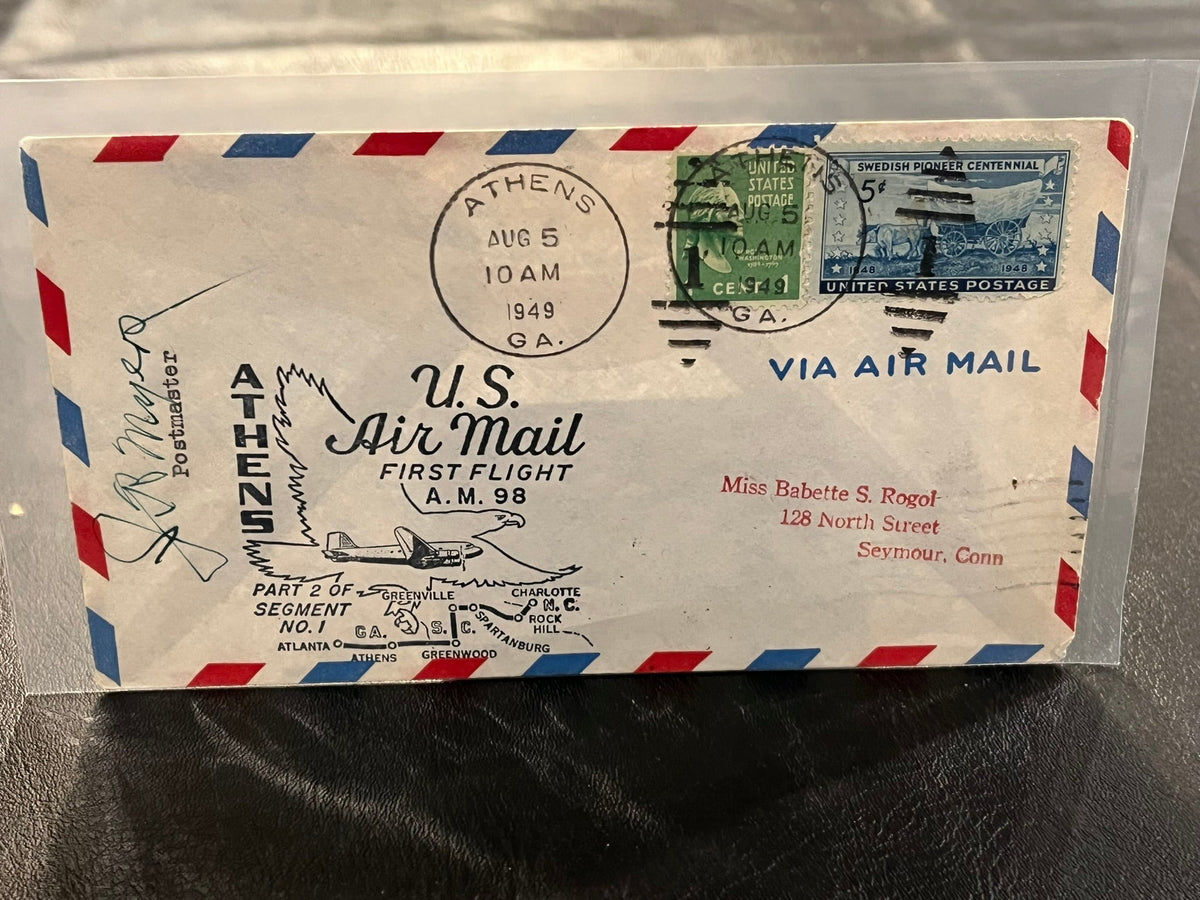 ATHENS
AUG 5
10 AM
1949
GA.
ATHENS
AUG 5
10 AM
1949
GA.
UNITED
STATES
POSTAGE
WASHINGTON
1 CENT 1
SWEDISH PIONEER CENTENNIAL
5¢
1848 1948
UNITED STATES POSTAGE
VIA AIR MAIL
Postmaster
ATHENS
U.S.
Air Mail
FIRST FLIGHT
A.M. 98
PART 2 OF
SEGMENT
NO. 1
GREENVILLE
CHARLOTTE
N.C.
ROCK
HILL
SPARTANBURG
GA.
S.C.
ATLANTA
ATHENS
GREENWOOD
Miss Babette S. Rogol
128 North Street
Seymour, Conn